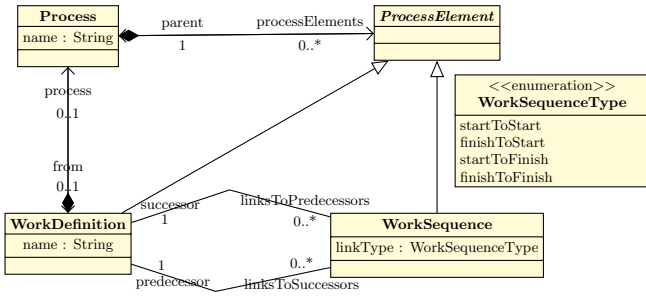 Process
name : String
parent
1
processElements
0..*
ProcessElement
<<enumeration>>
WorkSequenceType
startToStart
finishToStart
startToFinish
finishToFinish
process
0..1
from
0..1
WorkDefinition
name : String
successor
1
linksToPredecessors
0..*
WorkSequence
linkType : WorkSequenceType
1
predecessor
0..*
linksToSuccessors